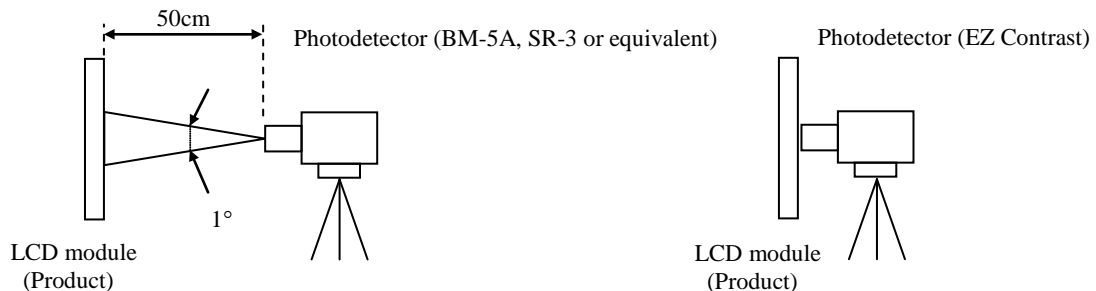 50cm
Photodetector (BM-5A, SR-3 or equivalent)
1°
LCD module
(Product)
Photodetector (EZ Contrast)
LCD module
(Product)